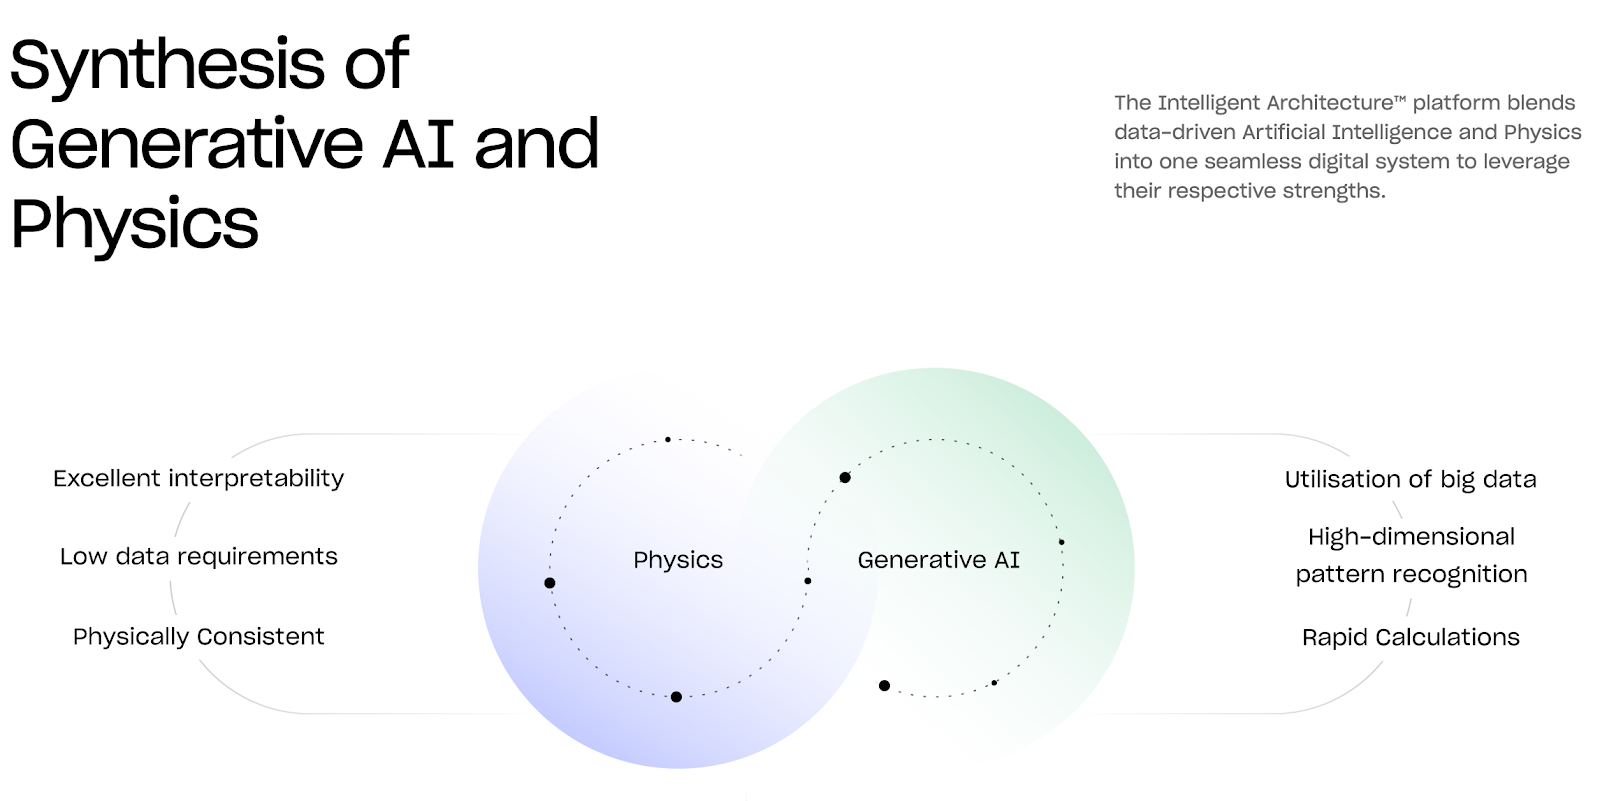 Synthesis of
Generative AI and
Physics
The Intelligent Architecture™ platform blends
data-driven Artificial Intelligence and Physics
into one seamless digital system to leverage
their respective strengths.
Excellent interpretability
Low data requirements
Physically Consistent
Physics
Generative AI
Utilisation of big data
High-dimensional
pattern recognition
Rapid Calculations